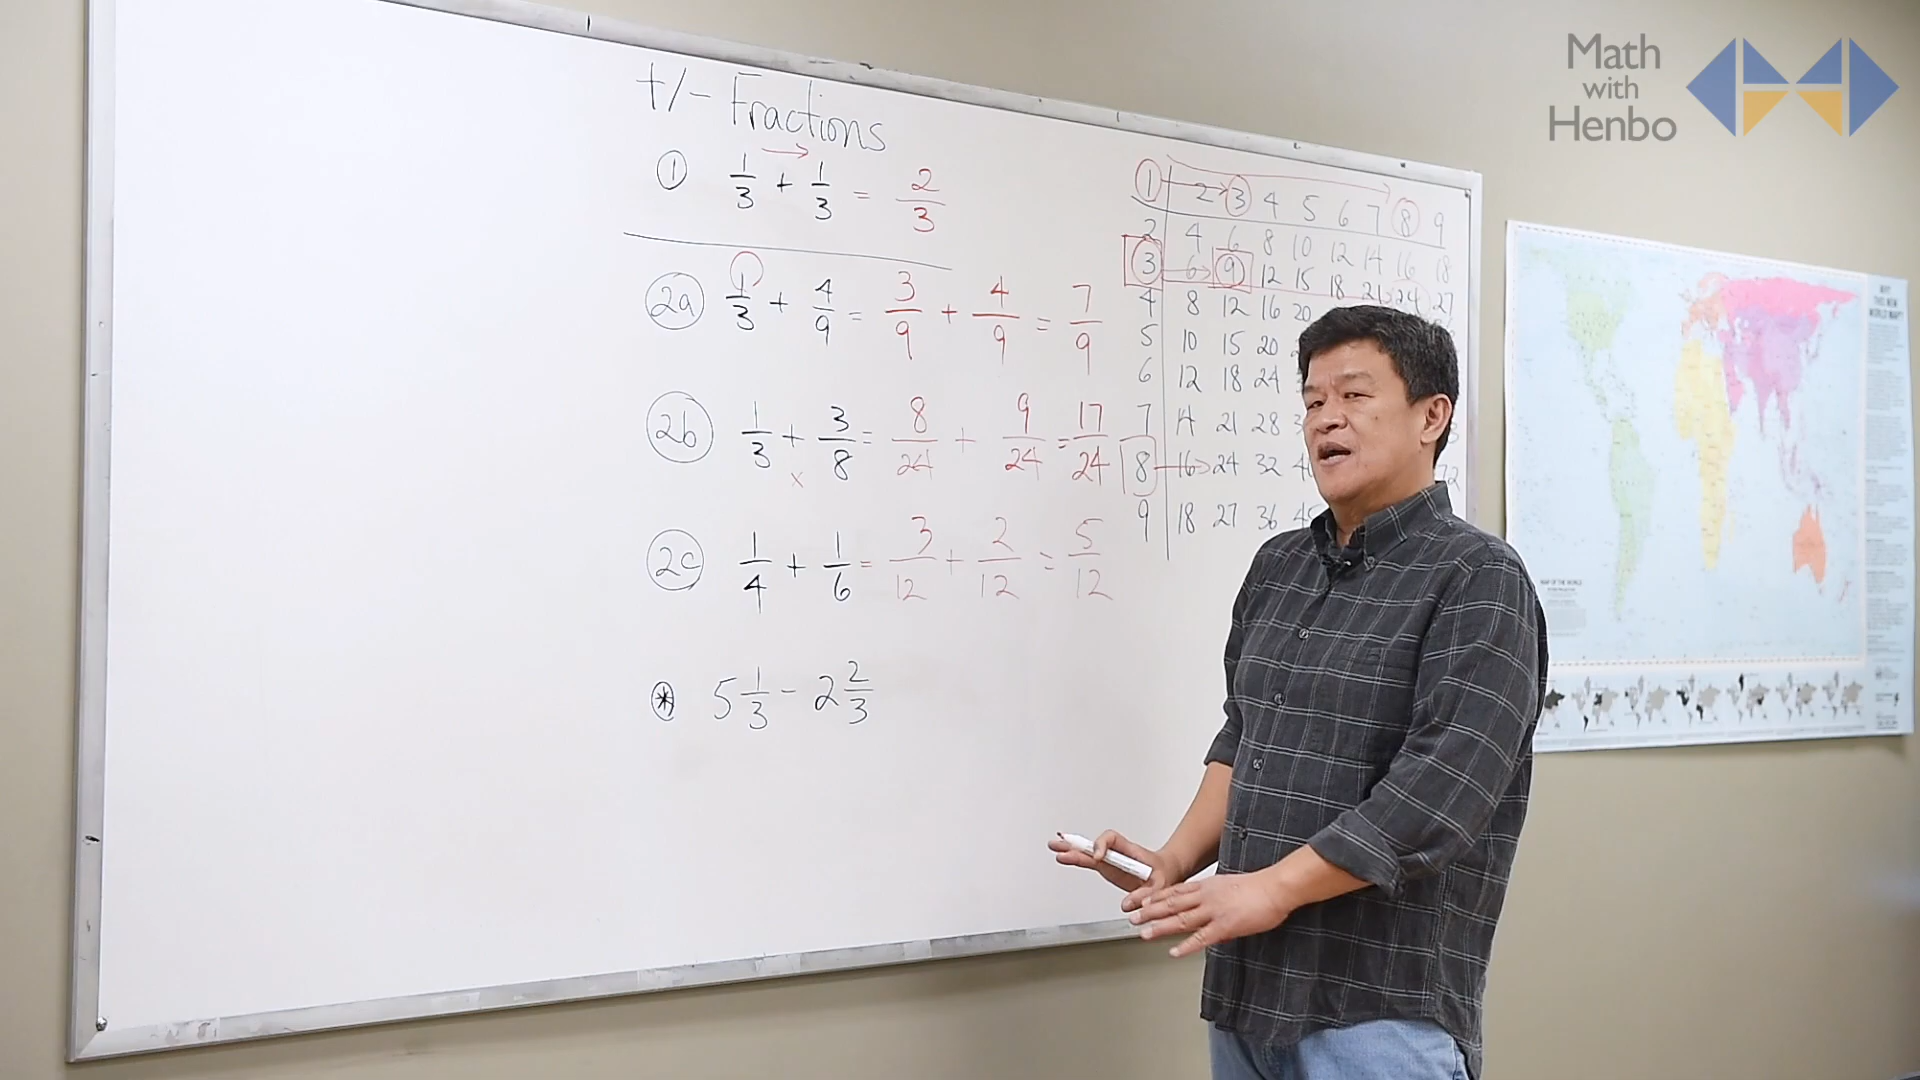 Math
with
Henbo
+/- Fractions
① 1/3 + 1/3 = 2/3
2a 1/3 + 4/9 = 3/9 + 4/9 = 7/9
2b 1/3 + 3/8 = 8/24 + 9/24 = 17/24
x
2c 1/4 + 1/6 = 3/12 + 2/12 = 5/12
* 5 1/3 - 2 2/3
1 2 3 4 5 6 7 8 9
2 4 6 8 10 12 14 16 18
3 6 9 12 15 18 21 24 27
4 8 12 16 20
5 10 15 20
6 12 18 24
7 14 21 28
8 16 24 32 72
9 18 27 36 45